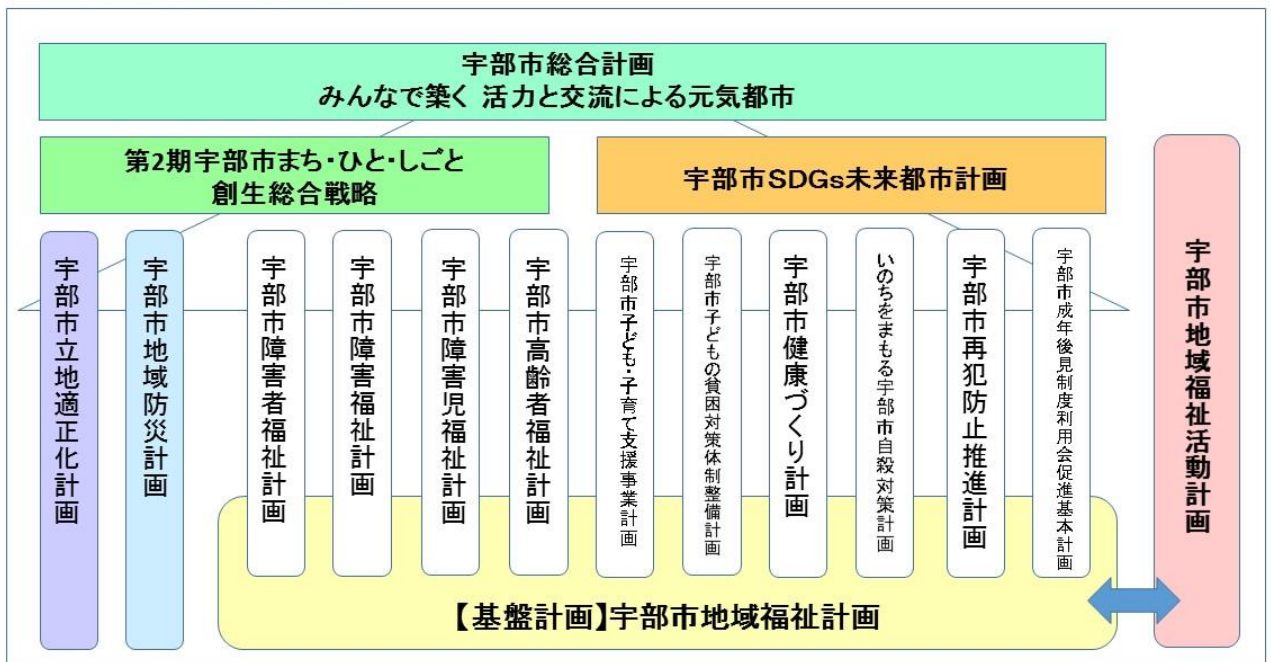 宇部市総合計画
みんなで築く 活力と交流による元気都市
第2期宇部市まち・ひと・しごと
創生総合戦略
宇部市SDGs未来都市計画
宇部市立地適正化計画
宇部市地域防災計画
宇部市障害者福祉計画
宇部市障害福祉計画
宇部市障害児福祉計画
宇部市高齢者福祉計画
宇部市子ども・子育て支援事業計画
宇部市子どもの貧困対策体制整備計画
宇部市健康づくり計画
いのちをまもる宇部市自殺対策計画
宇部市再犯防止推進計画
宇部市成年後見制度利用会促進基本計画
宇部市地域福祉活動計画
【基盤計画】宇部市地域福祉計画